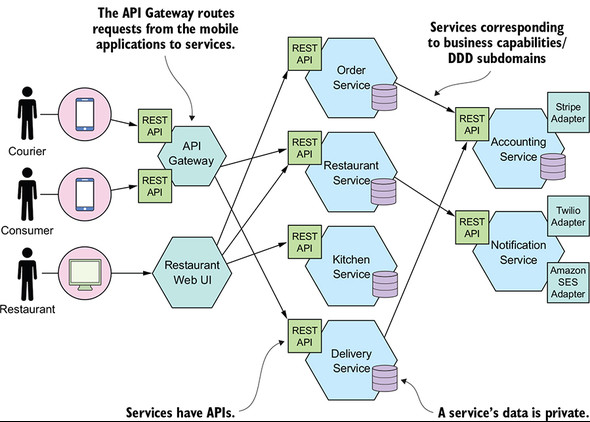 The API Gateway routes
requests from the mobile
applications to services.
Services corresponding
to business capabilities/
DDD subdomains
REST
API
Order
Service
Stripe
Adapter
REST
API
Courier
API
Gateway
REST
API
Restaurant
Service
REST
API
Accounting
Service
REST
API
Consumer
Twilio
Adapter
REST
API
Notification
Service
REST
API
Kitchen
Service
Restaurant
Web UI
Amazon
SES
Adapter
Restaurant
REST
API
Delivery
Service
Services have APIs.
A service's data is private.